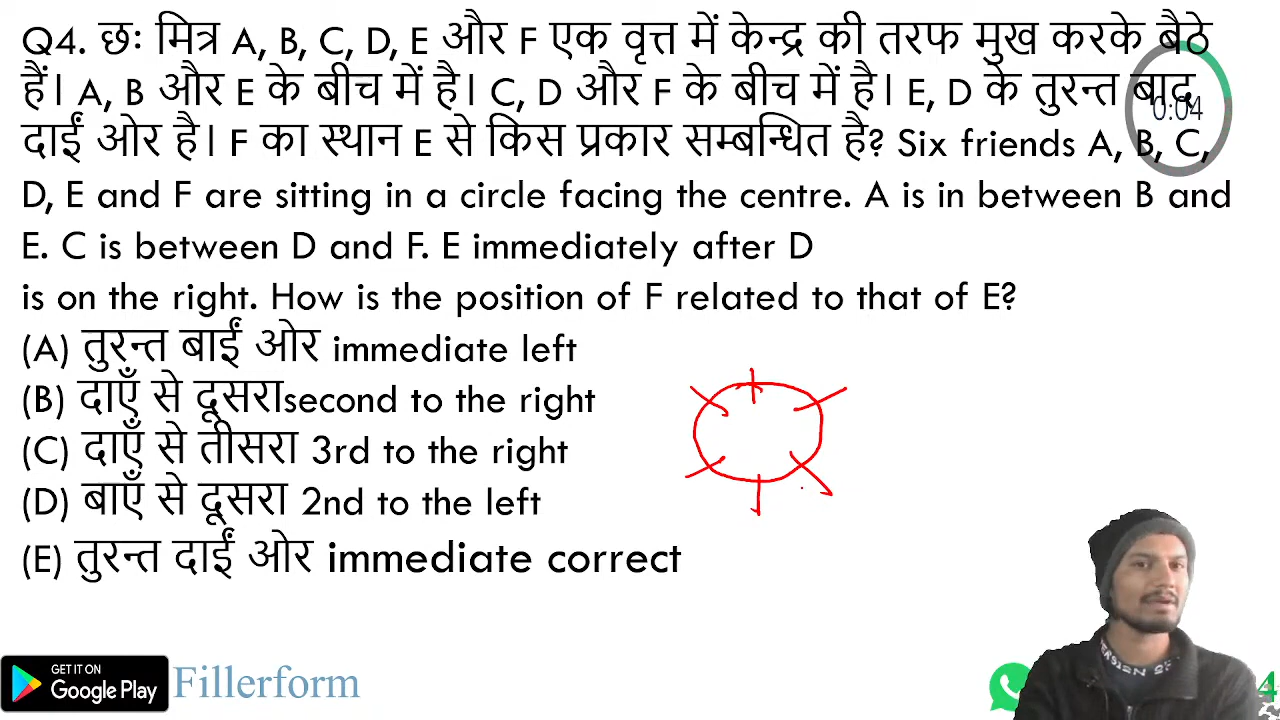 Q4. छः मित्र A, B, C, D, E और F एक वृत्त में केन्द्र की तरफ मुख करके बैठे
हैं। A, B और E के बीच में है। C, D और F के बीच में है। E, D के तुरन्त बाद
0:04
दाईं ओर है। F का स्थान E से किस प्रकार सम्बन्धित है? Six friends A, B, C,
D, E and F are sitting in a circle facing the centre. A is in between B and
E. C is between D and F. E immediately after D
is on the right. How is the position of F related to that of E?
(A) तुरन्त बाईं ओर immediate left
(B) दाएँ से दूसराsecond to the right
(C) दाएँ से तीसरा 3rd to the right
(D) बाएँ से दूसरा 2nd to the left
(E) तुरन्त दाईं ओर immediate correct
GET IT ON
Google Play
Fillerform
4